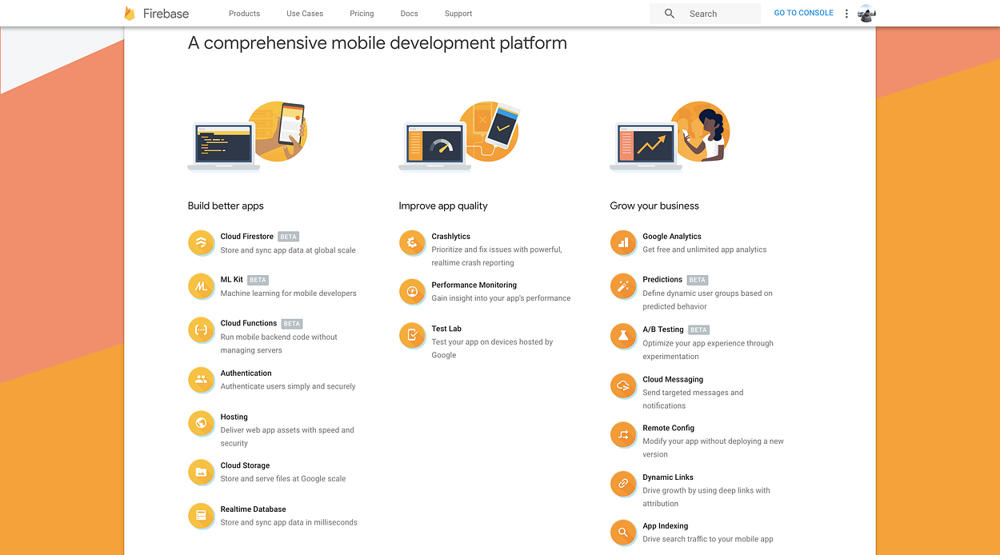 Firebase
Products
Use Cases
Pricing
Docs
Support
Search
GO TO CONSOLE
A comprehensive mobile development platform
Build better apps
Cloud Firestore BETA
Store and sync app data at global scale
ML Kit BETA
Machine learning for mobile developers
Cloud Functions BETA
Run mobile backend code without
managing servers
Authentication
Authenticate users simply and securely
Hosting
Deliver web app assets with speed and
security
Cloud Storage
Store and serve files at Google scale
Realtime Database
Store and sync app data in milliseconds
Improve app quality
Crashlytics
Prioritize and fix issues with powerful,
realtime crash reporting
Performance Monitoring
Gain insight into your app's performance
Test Lab
Test your app on devices hosted by
Google
Grow your business
Google Analytics
Get free and unlimited app analytics
Predictions BETA
Define dynamic user groups based on
predicted behavior
A/B Testing BETA
Optimize your app experience through
experimentation
Cloud Messaging
Send targeted messages and
notifications
Remote Config
Modify your app without deploying a new
version
Dynamic Links
Drive growth by using deep links with
attribution
App Indexing
Drive search traffic to your mobile app